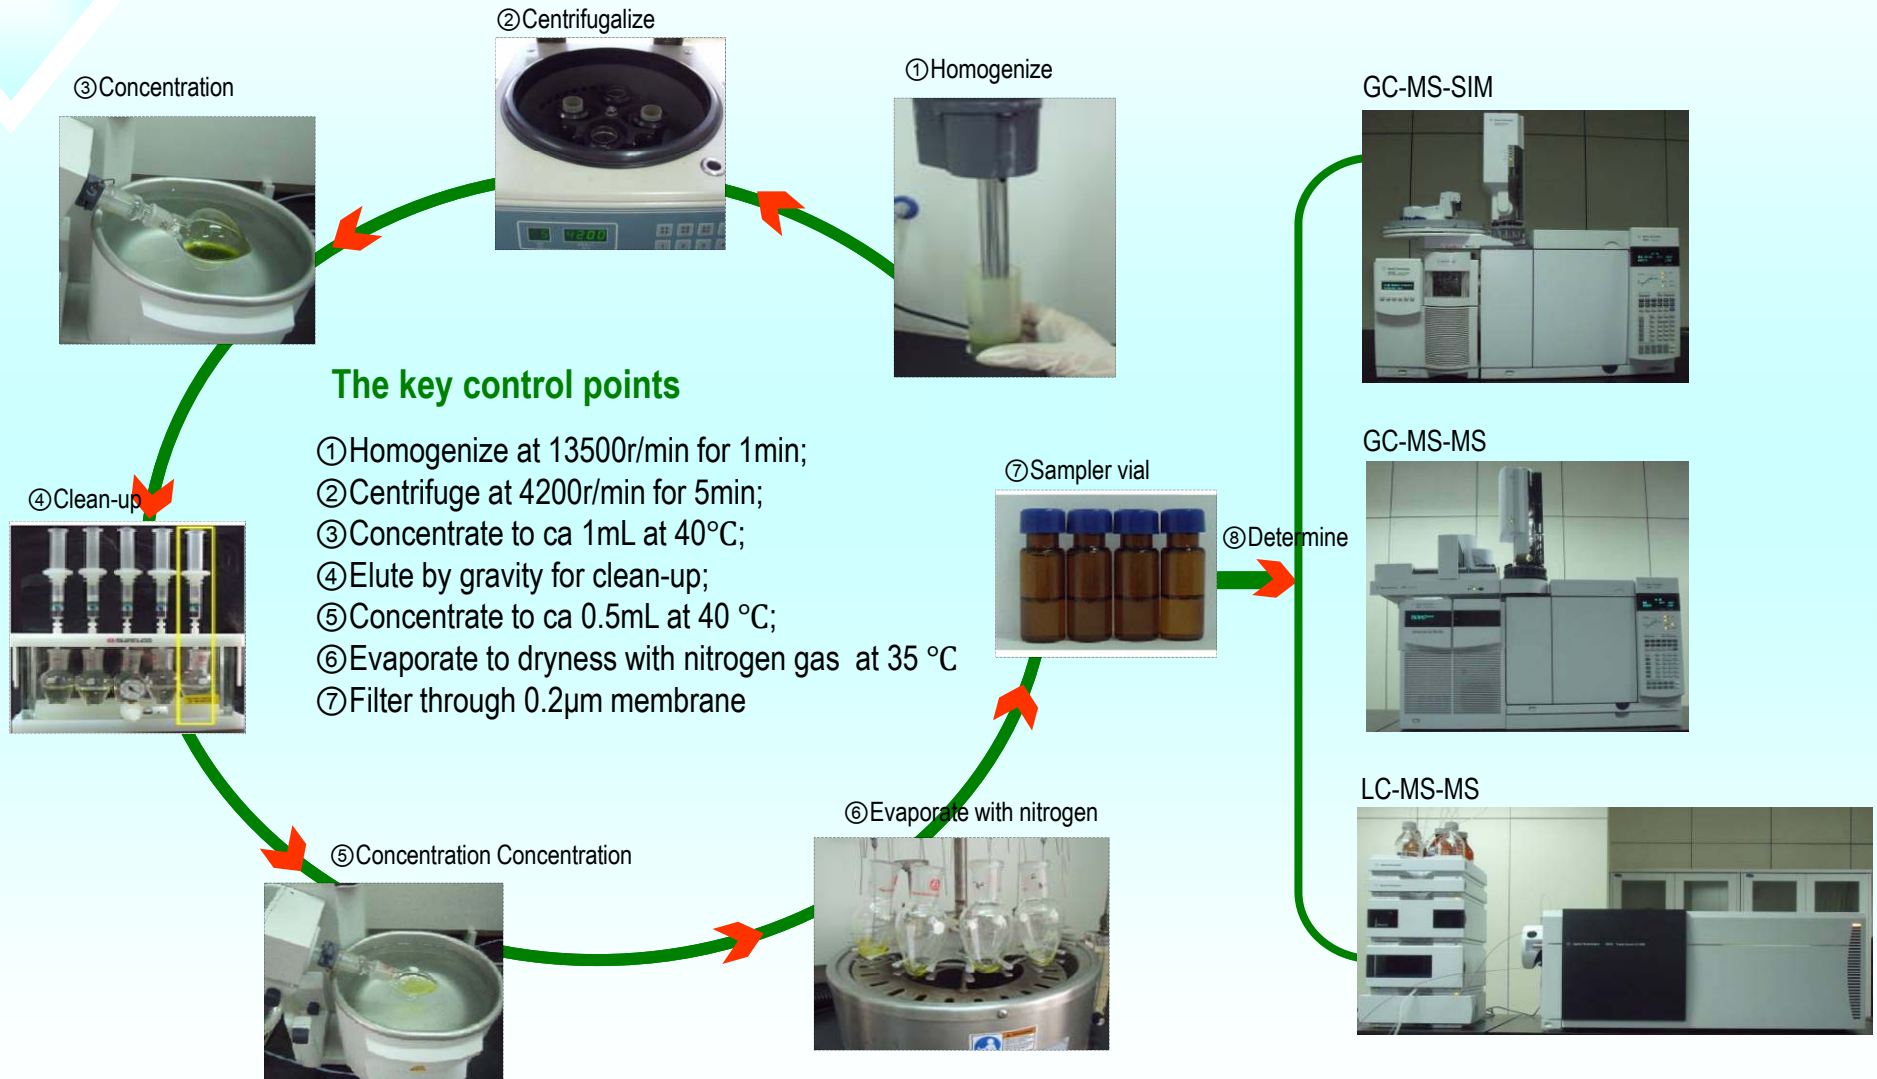 ②Centrifugalize
①Homogenize
③Concentration
GC-MS-SIM
4200
The key control points
①Homogenize at 13500r/min for 1min;
②Centrifuge at 4200r/min for 5min;
③Concentrate to ca 1mL at 40℃;
④Elute by gravity for clean-up;
⑤Concentrate to ca 0.5mL at 40 ℃;
⑥Evaporate to dryness with nitrogen gas  at 35 ℃
⑦Filter through 0.2μm membrane
④Clean-up
SUPELCO
⑦Sampler vial
⑧Determine
GC-MS-MS
LC-MS-MS
⑥Evaporate with nitrogen
⑤Concentration Concentration